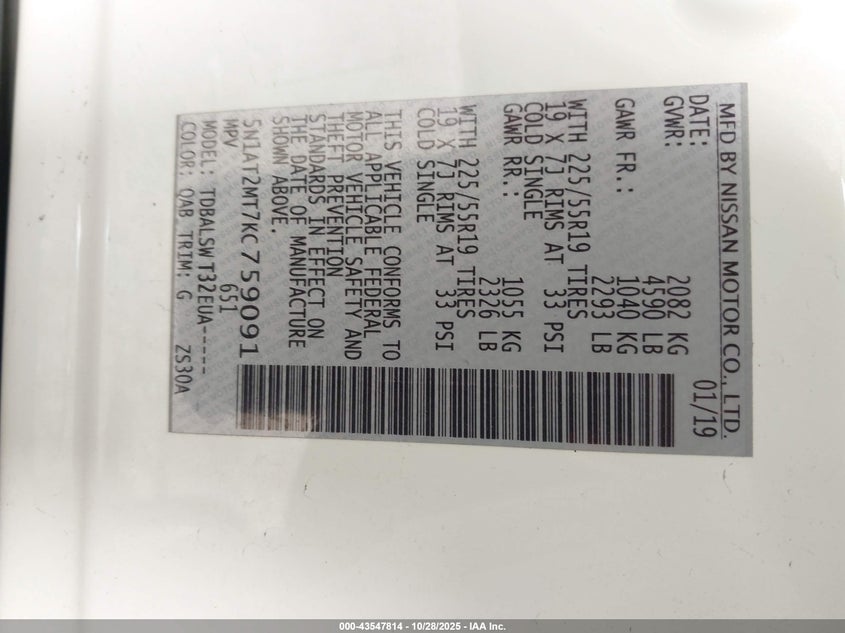 MFD BY NISSAN MOTOR CO., LTD.
DATE: 01/19
GVWR: 2082 KG
4590 LB
GAWR FR.: 1040 KG
2293 LB
WITH 225/55R19 TIRES
19 X 7J RIMS AT 33 PSI
COLD SINGLE
GAWR RR.: 1055 KG
2326 LB
WITH 225/55R19 TIRES
19 X 7J RIMS AT 33 PSI
COLD SINGLE
THIS VEHICLE CONFORMS TO
ALL APPLICABLE FEDERAL
MOTOR VEHICLE SAFETY AND
THEFT PREVENTION
STANDARDS IN EFFECT ON
THE DATE OF MANUFACTURE
SHOWN ABOVE.
5N1AT2MT7KC759091
MPV 651
MODEL: TDBALSWT32EUA-----
COLOR: QAB TRIM: G ZS30A
000-43547814 - 10/28/2025 - IAA Inc.